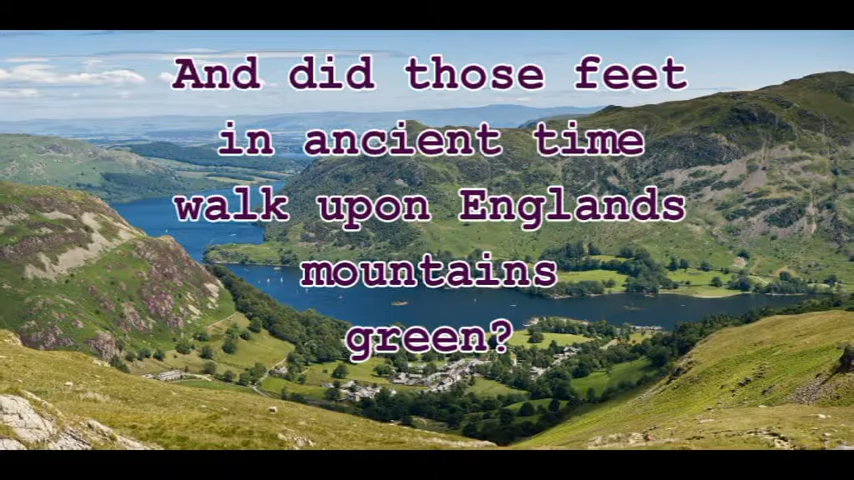 And did those feet
in ancient time
walk upon Englands
mountains
green?